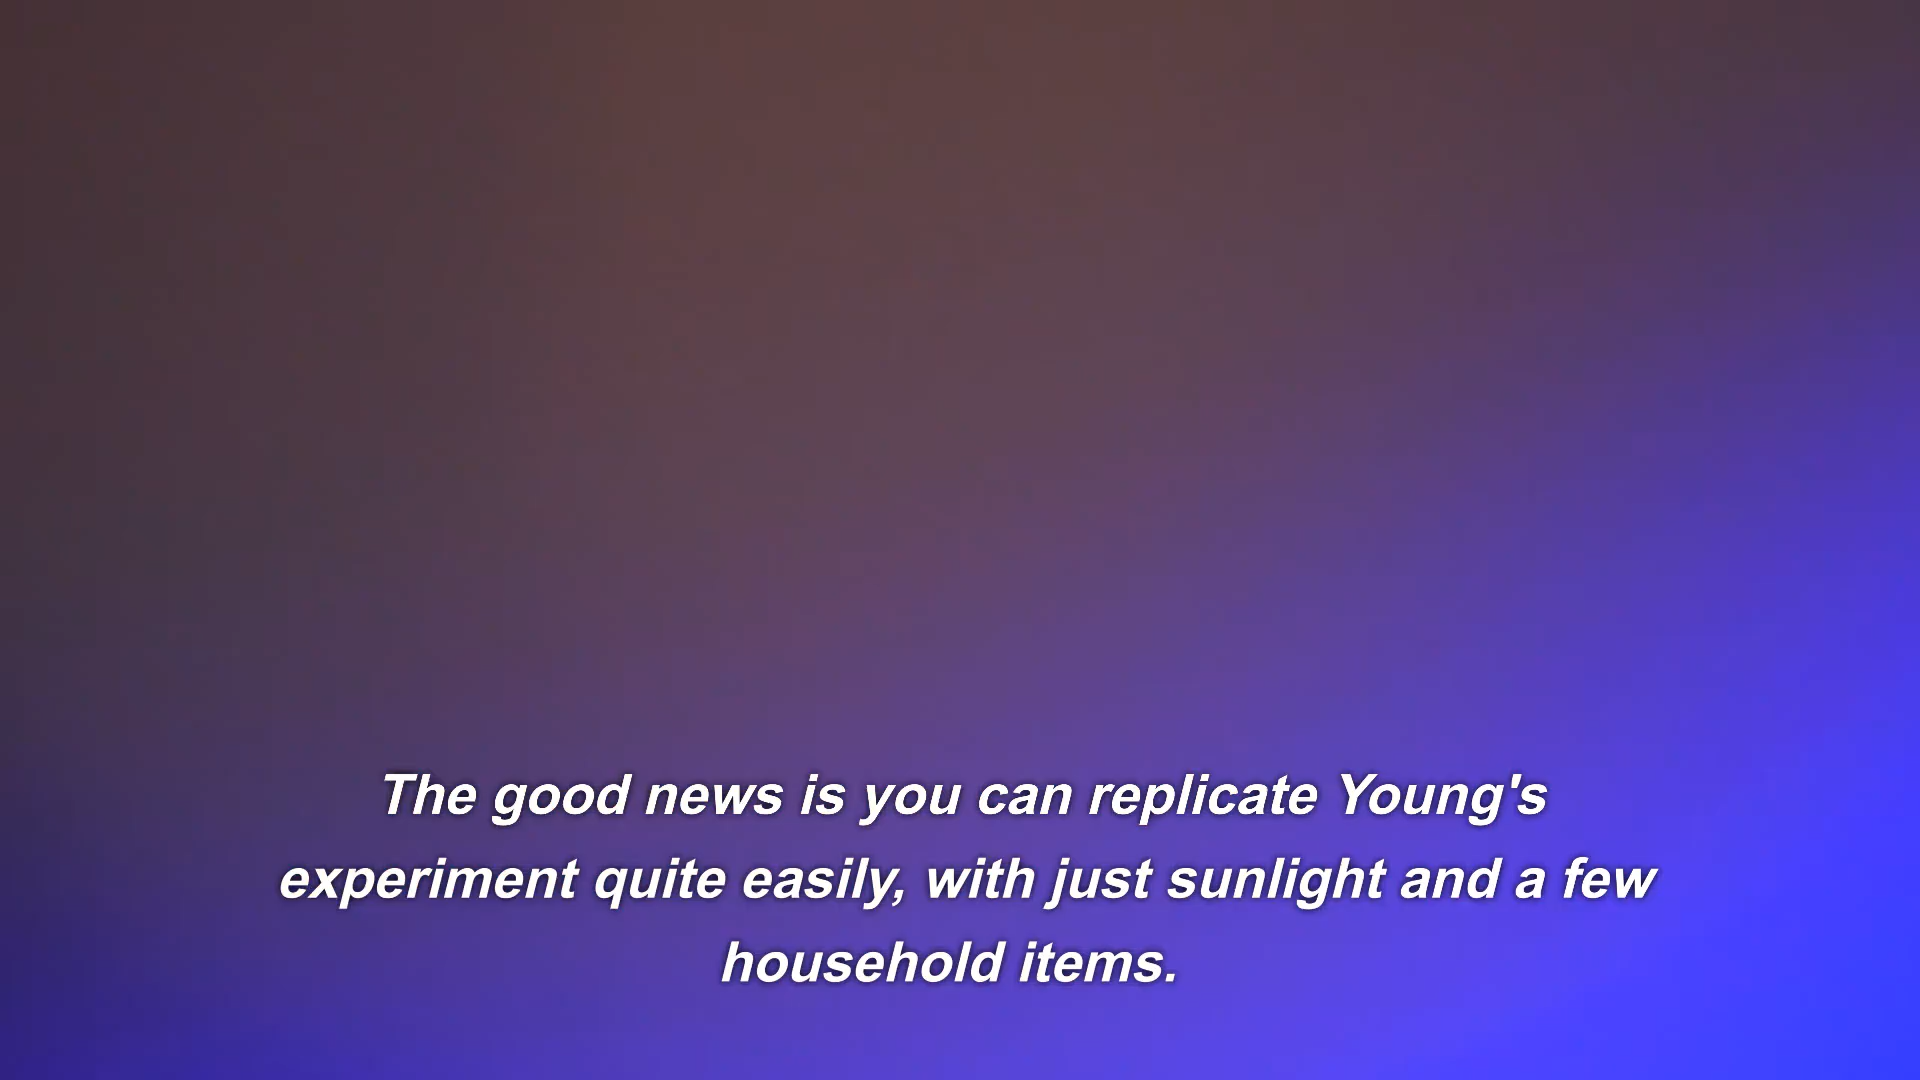 The good news is you can replicate Young's
experiment quite easily, with just sunlight and a few
household items.